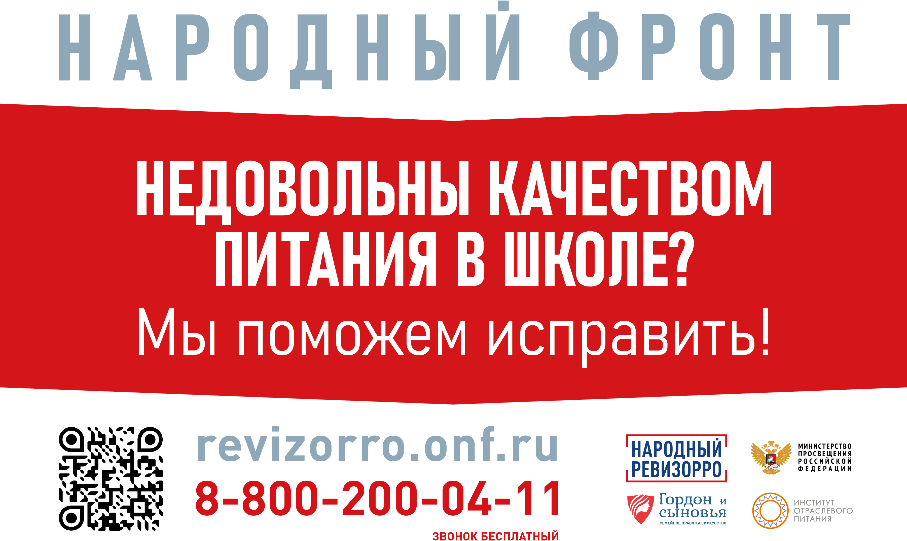 НАРОДНЫЙ ФРОНТ
НЕДОВОЛЬНЫ КАЧЕСТВОМ
ПИТАНИЯ В ШКОЛЕ?
Мы поможем исправить!
revizorro.onf.ru
8-800-200-04-11
ЗВОНОК БЕСПЛАТНЫЙ
НАРОДНЫЙ
РЕВИЗОРРО
МИНИСТЕРСТВО
ПРОСВЕЩЕНИЯ
РОССИЙСКОЙ
ФЕДЕРАЦИИ
Гордон и
сыновья
ИНСТИТУТ
ОТРАСЛЕВОГО
ПИТАНИЯ